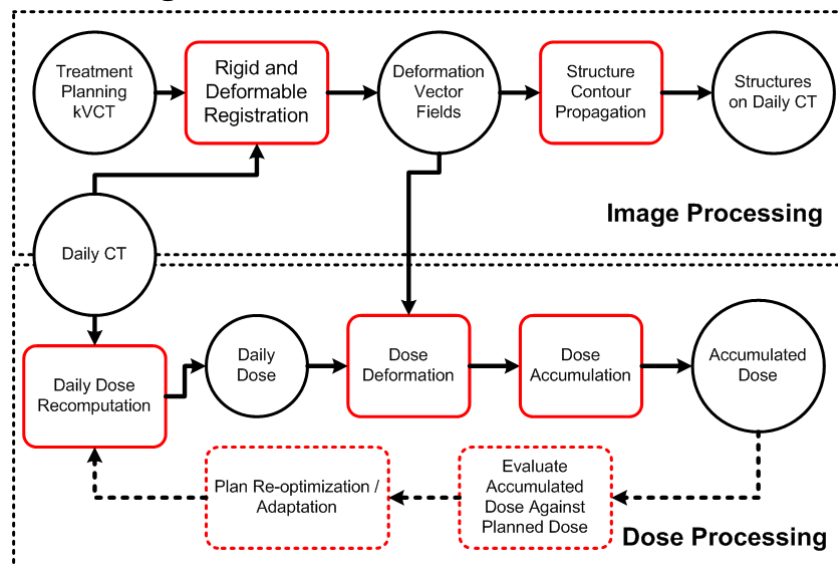 Treatment
Planning
kVCT
Rigid and
Deformable
Registration
Deformation
Vector
Fields
Structure
Contour
Propagation
Structures
on Daily CT
Image Processing
Daily CT
Daily Dose
Recomputation
Daily
Dose
Dose
Deformation
Dose
Accumulation
Accumulated
Dose
Plan Re-optimization /
Adaptation
Evaluate
Accumulated
Dose Against
Planned Dose
Dose Processing